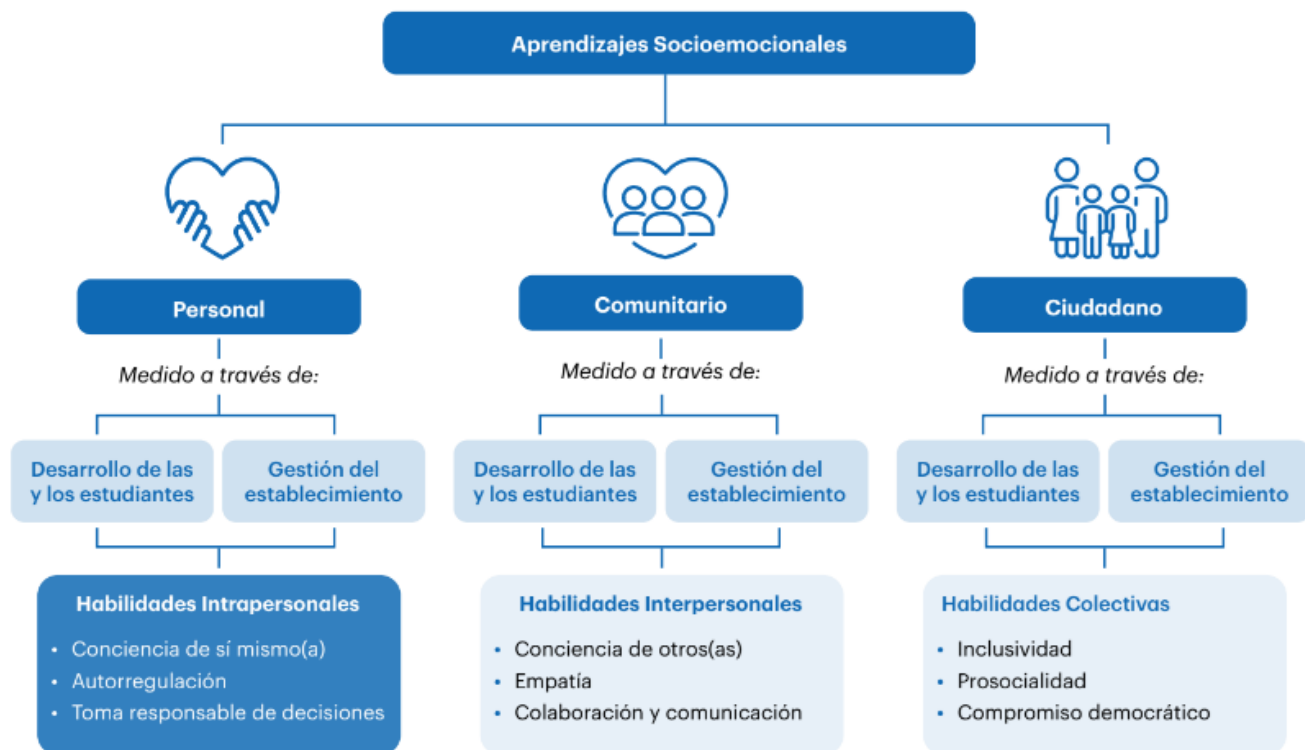 Aprendizajes Socioemocionales
Personal
Medido a través de:
Desarrollo de las
y los estudiantes
Gestión del
establecimiento
Habilidades Intrapersonales
• Conciencia de sí mismo(a)
• Autorregulación
• Toma responsable de decisiones
Comunitario
Medido a través de:
Desarrollo de las
y los estudiantes
Gestión del
establecimiento
Habilidades Interpersonales
• Conciencia de otros(as)
• Empatía
• Colaboración y comunicación
Ciudadano
Medido a través de:
Desarrollo de las
y los estudiantes
Gestión del
establecimiento
Habilidades Colectivas
• Inclusividad
• Prosocialidad
• Compromiso democrático